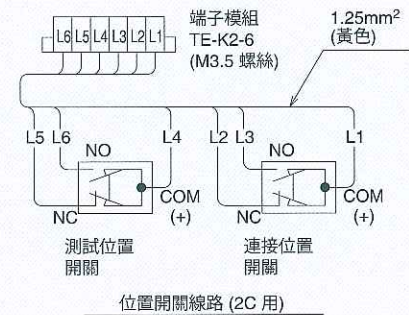 端子模組
TE-K2-6
(M3.5 螺絲)
1.25mm²
(黃色)
L6 L5 L4 L3 L2 L1
L5 L6 L4 L2 L3 L1
NO
NC
COM
(+)
測試位置
開關
NO
NC
COM
(+)
連接位置
開關
位置開關線路 (2C 用)